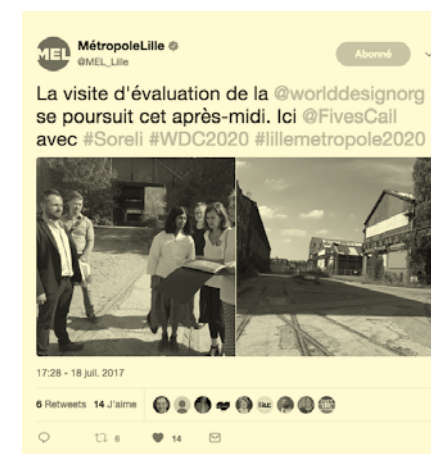 MEL
MétropoleLille
@MEL_Lille
Abonné
La visite d'évaluation de la @worlddesignorg
se poursuit cet après-midi. Ici @FivesCail
avec #Soreli #WDC2020 #lillemetropole2020
17:28 - 18 juil. 2017
6 Retweets 14 J'aime
6 14